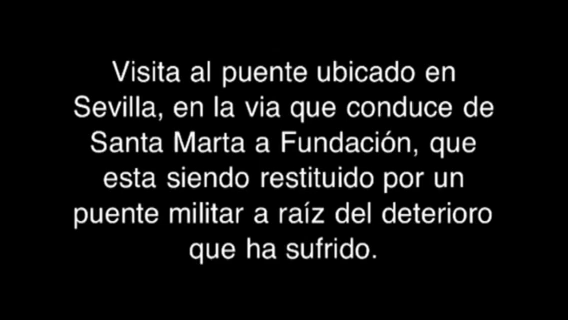 Visita al puente ubicado en
Sevilla, en la via que conduce de
Santa Marta a Fundación, que
esta siendo restituido por un
puente militar a raíz del deterioro
que ha sufrido.